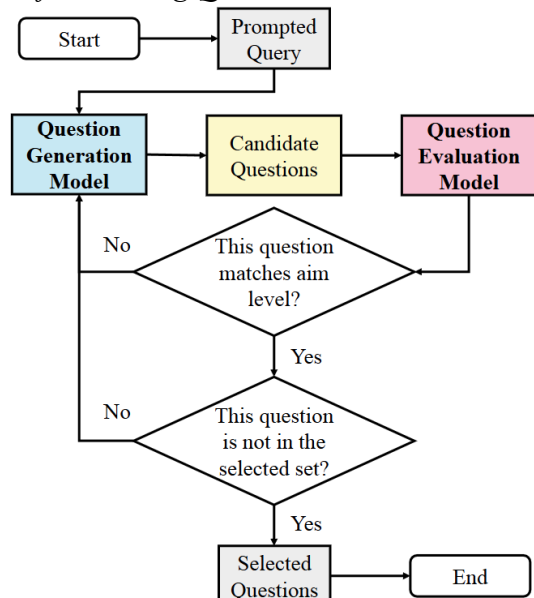 Start
Prompted
Query
Question
Generation
Model
Candidate
Questions
Question
Evaluation
Model
No
This question
matches aim
level?
Yes
No
This question
is not in the
selected set?
Yes
Selected
Questions
End